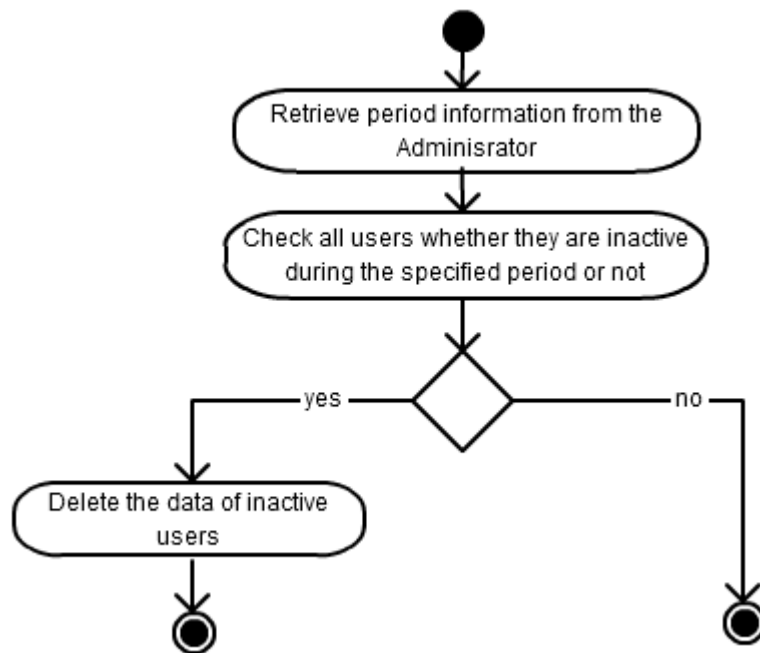 Retrieve period information from the
Adminisrator
Check all users whether they are inactive
during the specified period or not
yes
no
Delete the data of inactive
users